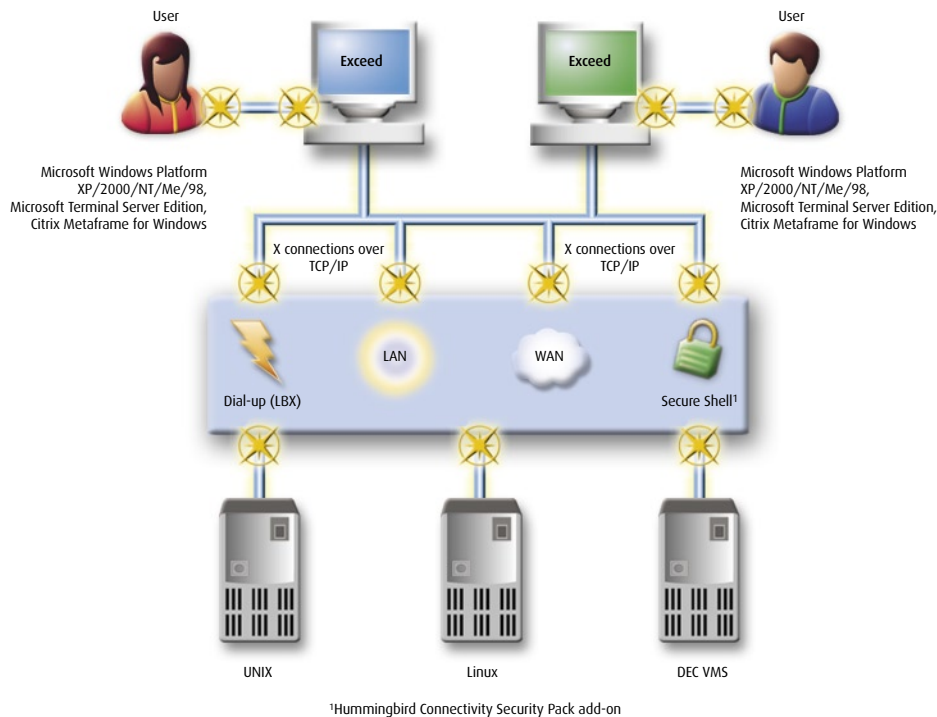 User
User
Exceed
Exceed
Microsoft Windows Platform
XP/2000/NT/Me/98,
Microsoft Terminal Server Edition,
Citrix Metaframe for Windows
Microsoft Windows Platform
XP/2000/NT/Me/98,
Microsoft Terminal Server Edition,
Citrix Metaframe for Windows
X connections over
TCP/IP
X connections over
TCP/IP
Dial-up (LBX)
LAN
WAN
Secure Shell¹
UNIX
Linux
DEC VMS
¹Hummingbird Connectivity Security Pack add-on